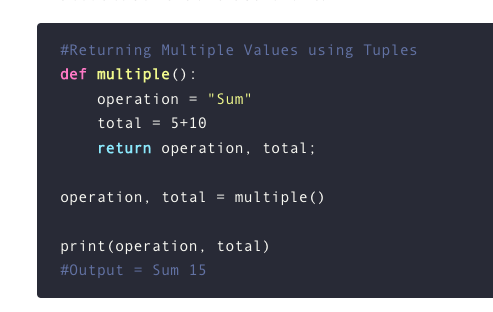 #Returning Multiple Values using Tuples
def multiple():
    operation = "Sum"
    total = 5+10
    return operation, total;
operation, total = multiple()
print(operation, total)
#Output = Sum 15